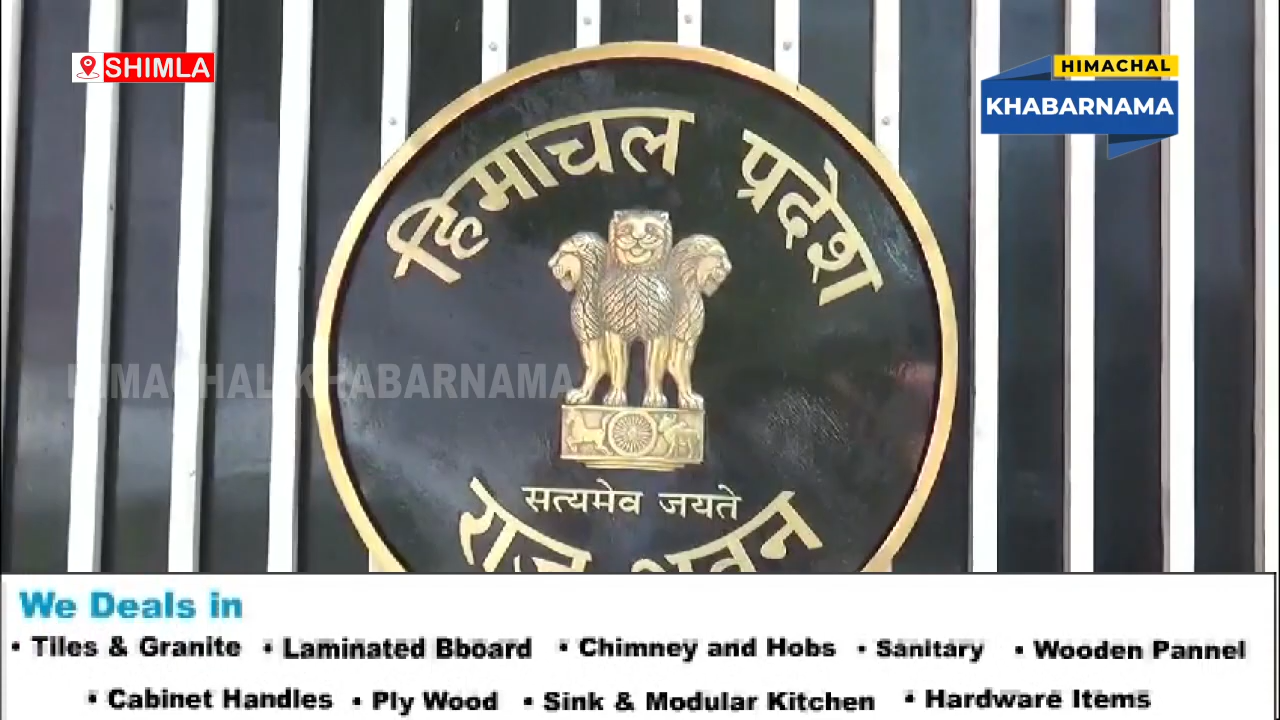 SHIMLA
HIMACHAL
KHABARNAMA
हिमाचल प्रदेश
HIMACHAL KHABARNAMA
सत्यमेव जयते
राज भवन
We Deals in
• Tiles & Granite • Laminated Bboard • Chimney and Hobs • Sanitary • Wooden Pannel
• Cabinet Handles • Ply Wood • Sink & Modular Kitchen • Hardware Items